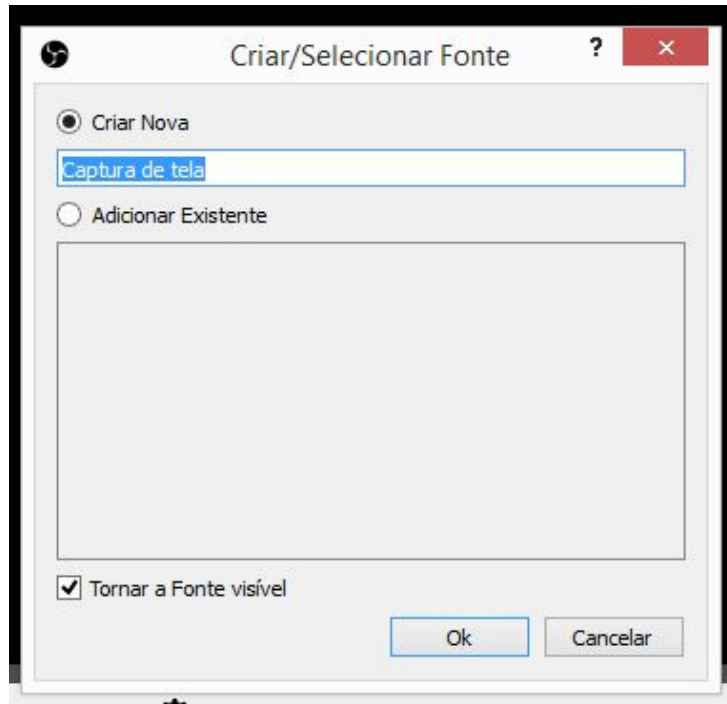 Criar/Selecionar Fonte ? ×
Criar Nova
Captura de tela
Adicionar Existente
Tornar a Fonte visível
Ok Cancelar